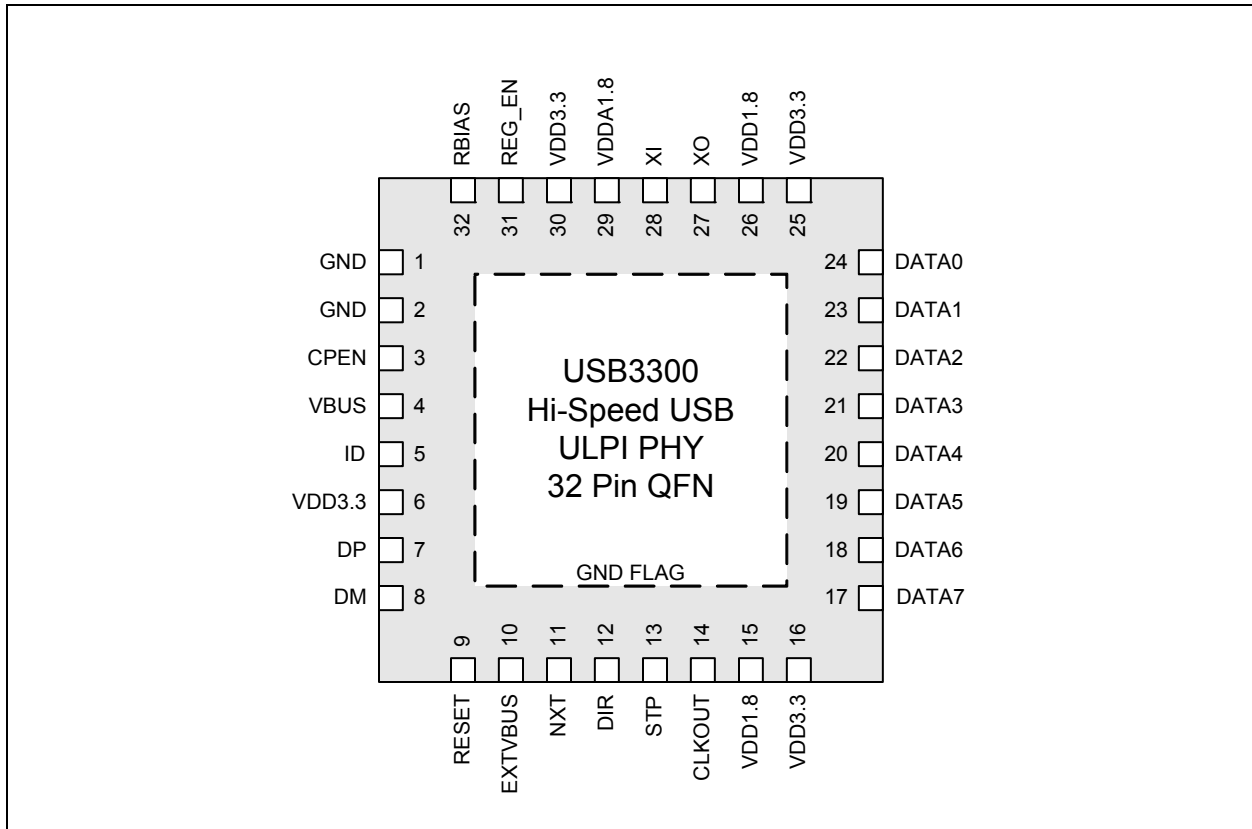 RBIAS
REG_EN
VDD3.3
VDDA1.8
XI
XO
VDD1.8
VDD3.3
32
31
30
29
28
27
26
25
GND 1
GND 2
CPEN 3
VBUS 4
ID 5
VDD3.3 6
DP 7
DM 8
USB3300
Hi-Speed USB
ULPI PHY
32 Pin QFN
GND FLAG
24 DATA0
23 DATA1
22 DATA2
21 DATA3
20 DATA4
19 DATA5
18 DATA6
17 DATA7
9
10
11
12
13
14
15
16
RESET
EXTVBUS
NXT
DIR
STP
CLKOUT
VDD1.8
VDD3.3